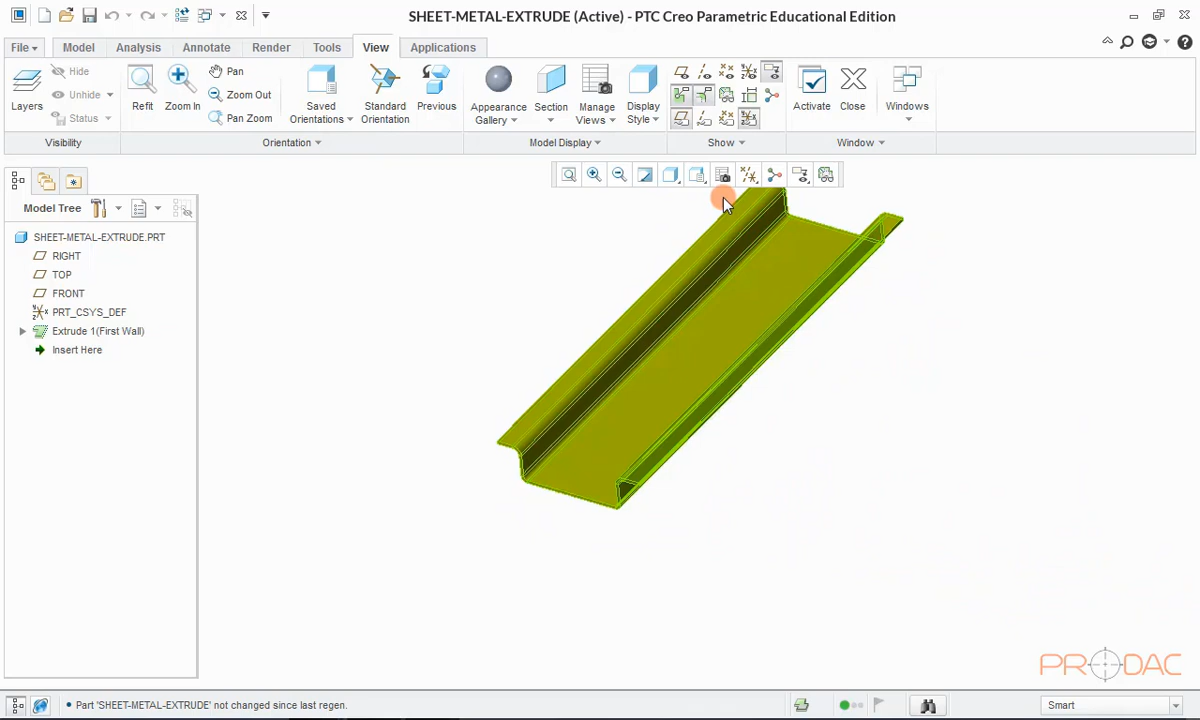 SHEET-METAL-EXTRUDE (Active) - PTC Creo Parametric Educational Edition
File Model Analysis Annotate Render Tools View Applications
Layers
Hide
Unhide
Status
Visibility
Refit
Zoom In
Pan
Zoom Out
Pan Zoom
Saved Orientations
Standard Orientation
Previous
Orientation
Appearance Gallery
Section
Manage Views
Display Style
Model Display
Show
Activate
Close
Windows
Window
Model Tree
SHEET-METAL-EXTRUDE.PRT
RIGHT
TOP
FRONT
PRT_CSYS_DEF
Extrude 1(First Wall)
Insert Here
PRODAC
• Part 'SHEET-METAL-EXTRUDE' not changed since last regen.
Smart